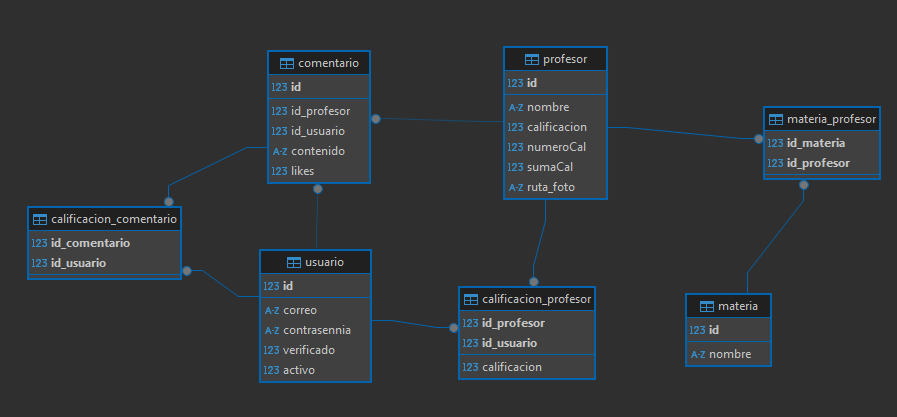 comentario
123 id
123 id_profesor
123 id_usuario
A-Z contenido
123 likes
profesor
123 id
A-Z nombre
123 calificacion
123 numeroCal
123 sumaCal
A-Z ruta_foto
materia_profesor
123 id_materia
123 id_profesor
calificacion_comentario
123 id_comentario
123 id_usuario
usuario
123 id
A-Z correo
A-Z contrasennia
123 verificado
123 activo
calificacion_profesor
123 id_profesor
123 id_usuario
123 calificacion
materia
123 id
A-Z nombre